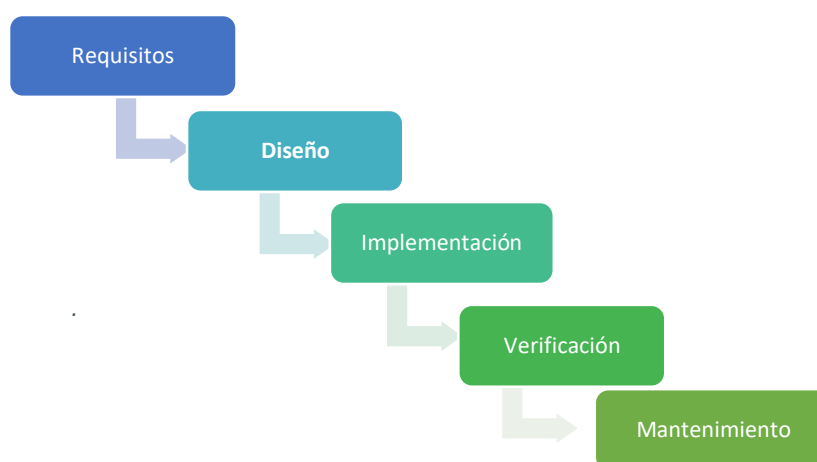 Requisitos
Diseño
Implementación
.
Verificación
Mantenimiento